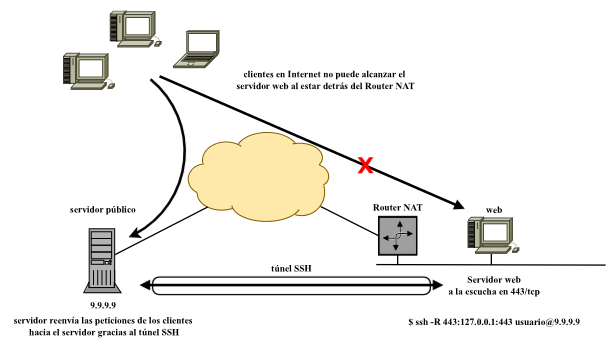 clientes en Internet no puede alcanzar el
servidor web al estar detrás del Router NAT
X
servidor público
Router NAT
web
túnel SSH
Servidor web
a la escucha en 443/tcp
9.9.9.9
servidor reenvía las peticiones de los clientes
hacia el servidor gracias al túnel SSH
$ ssh -R 443:127.0.0.1:443 usuario@9.9.9.9